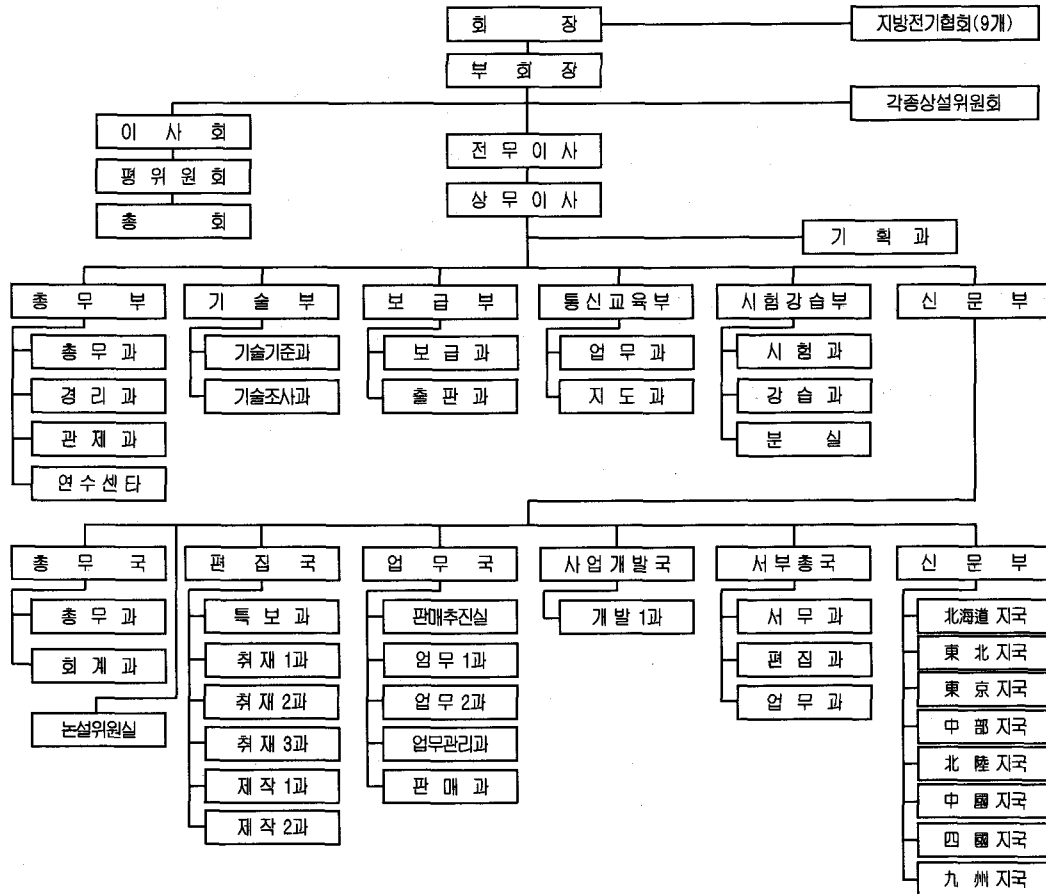 회 장
지방전기협회(9개)
부 회 장
각종상설위원회
이 사 회
전 무 이 사
평 위 원 회
상 무 이 사
총 회
기 획 과
총 무 부
기 술 부
보 급 부
통신교육부
시험강습부
신 문 부
총 무 과
기술기준과
보 급 과
업 무 과
시 험 과
경 리 과
기술조사과
출 판 과
지 도 과
강 습 과
관 제 과
분 실
연 수 센 타
총 무 국
편 집 국
업 무 국
사업개발국
서부총국
신 문 부
총 무 과
특 보 과
판매추진실
개 발 1과
서 무 과
北海道 지국
회 계 과
취 재 1과
업 무 1과
편 집 과
東 北 지국
논설위원실
취 재 2과
업 무 2과
업 무 과
東 京 지국
취 재 3과
업무관리과
中 部 지국
제 작 1과
판 매 과
北 陸 지국
제 작 2과
中 國 지국
四 國 지국
九 州 지국